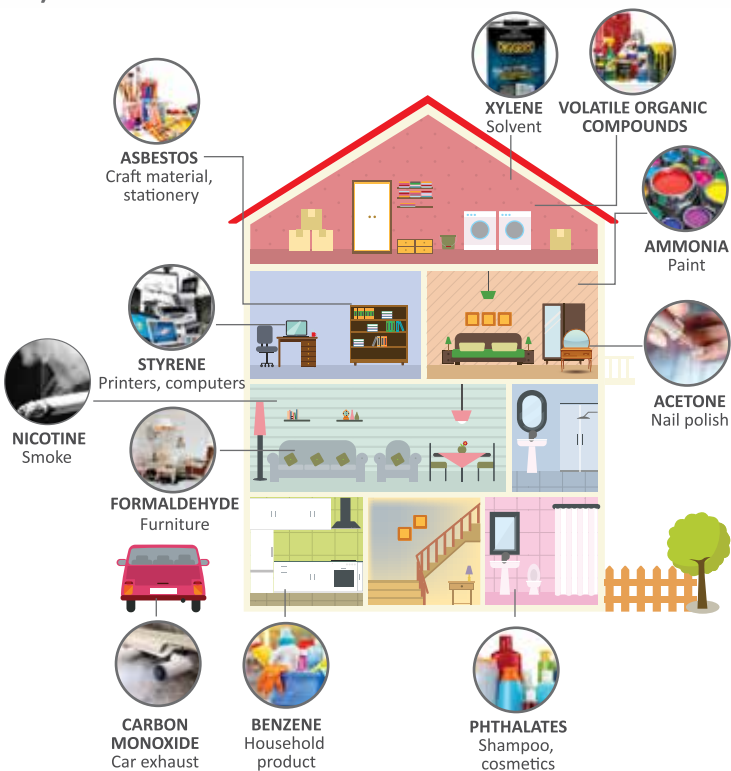 XYLENE
Solvent
VOLATILE ORGANIC
COMPOUNDS
ASBESTOS
Craft material,
stationery
AMMONIA
Paint
STYRENE
Printers, computers
ACETONE
Nail polish
NICOTINE
Smoke
FORMALDEHYDE
Furniture
CARBON
MONOXIDE
Car exhaust
BENZENE
Household
product
PHTHALATES
Shampoo,
cosmetics